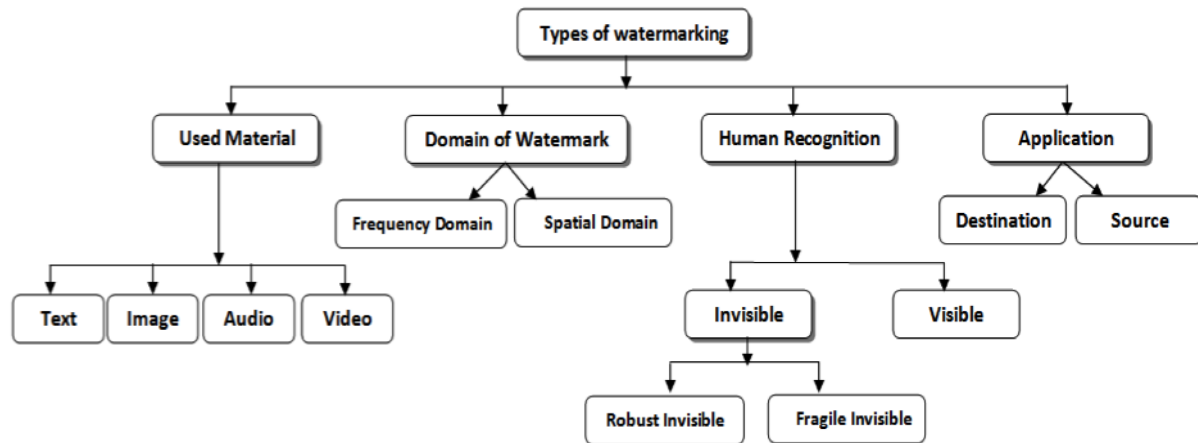 Types of watermarking
Used Material
Domain of Watermark
Human Recognition
Application
Frequency Domain
Spatial Domain
Destination
Source
Text
Image
Audio
Video
Invisible
Visible
Robust Invisible
Fragile Invisible